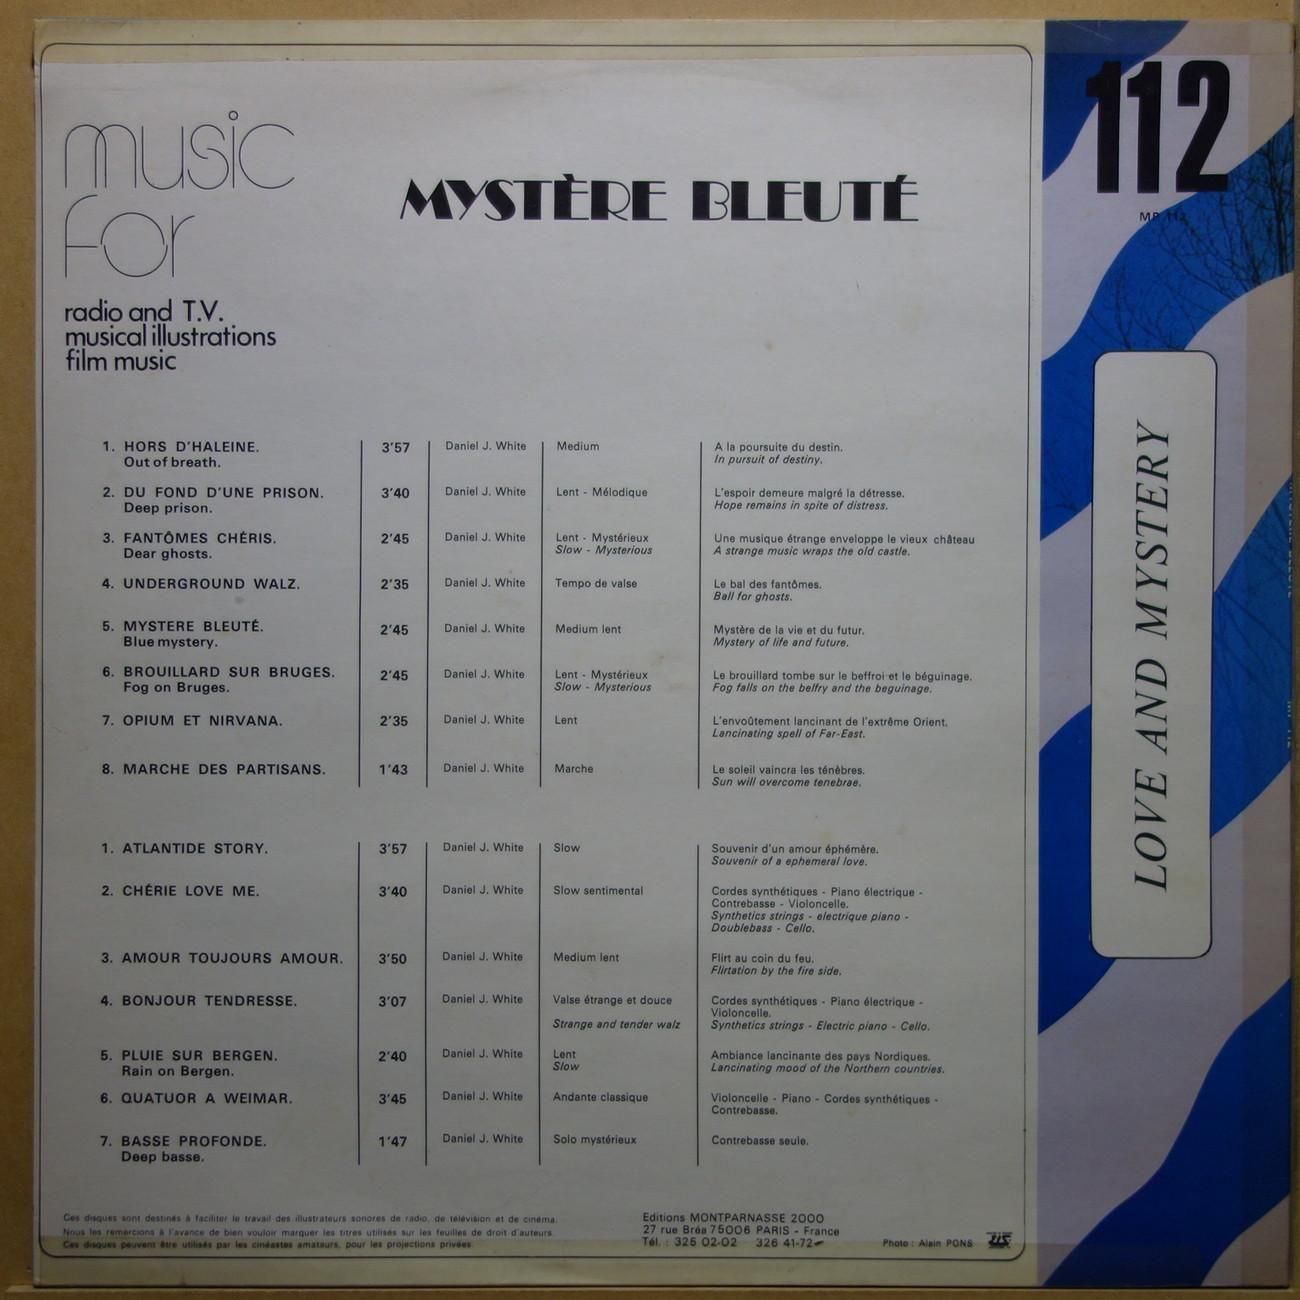 music
for
radio and T.V.
musical illustrations
film music
MYSTÈRE BLEUTÉ
112
LOVE AND MYSTERY
1. HORS D'HALEINE. 3'57 Daniel J. White Medium A la poursuite du destin.
Out of breath. In pursuit of destiny.
2. DU FOND D'UNE PRISON. 3'40 Daniel J. White Lent - Mélodique L'espoir demeure malgré la détresse.
Deep prison. Hope remains in spite of distress.
3. FANTÔMES CHÉRIS. 2'45 Daniel J. White Lent - Mystérieux Une musique étrange enveloppe le vieux château
Dear ghosts. Slow - Mysterious A strange music wraps the old castle.
4. UNDERGROUND WALZ. 2'35 Daniel J. White Tempo de valse Le bal des fantômes.
Ball for ghosts.
5. MYSTERE BLEUTÉ. 2'45 Daniel J. White Medium lent Mystère de la vie et du futur.
Blue mystery. Mystery of life and future.
6. BROUILLARD SUR BRUGES. 2'45 Daniel J. White Lent - Mystérieux Le brouillard tombe sur le beffroi et le béguinage.
Fog on Bruges. Slow - Mysterious Fog falls on the belfry and the beguinage.
7. OPIUM ET NIRVANA. 2'35 Daniel J. White Lent L'envoûtement lancinant de l'extrême Orient.
Lancinating spell of Far-East.
8. MARCHE DES PARTISANS. 1'43 Daniel J. White Marche Le soleil vaincra les ténèbres.
Sun will overcome tenebrae.
1. ATLANTIDE STORY. 3'57 Daniel J. White Slow Souvenir d'un amour éphémère.
Souvenir of a ephemeral love.
2. CHÉRIE LOVE ME. 3'40 Daniel J. White Slow sentimental Cordes synthétiques - Piano électrique -
Contrebasse - Violoncelle.
Synthetics strings - electrique piano -
Doublebass - Cello.
3. AMOUR TOUJOURS AMOUR. 3'50 Daniel J. White Medium lent Flirt au coin du feu.
Flirtation by the fire side.
4. BONJOUR TENDRESSE. 3'07 Daniel J. White Valse étrange et douce Cordes synthétiques - Piano électrique -
Violoncelle.
Strange and tender walz Synthetics strings - Electric piano - Cello.
5. PLUIE SUR BERGEN. 2'40 Daniel J. White Lent Ambiance lancinante des pays Nordiques.
Rain on Bergen. Slow Lancinating mood of the Northern countries.
6. QUATUOR A WEIMAR. 3'45 Daniel J. White Andante classique Violoncelle - Piano - Cordes synthétiques -
Contrebasse.
7. BASSE PROFONDE. 1'47 Daniel J. White Solo mystérieux Contrebasse seule.
Deep basse.
Ces disques sont destinés à faciliter le travail des illustrateurs sonores de radio, de télévision et de cinéma.
Nous les remercions à l'avance de bien vouloir marquer les titres utilisés sur les feuilles de droit d'auteurs.
Ces disques peuvent être utilisés par les cinéastes amateurs, pour les projections privées.
Editions MONTPARNASSE 2000
27 rue Bréa 75006 PARIS - France
Tél. : 326 02-02 326 41-72
Photo : Alain PONS